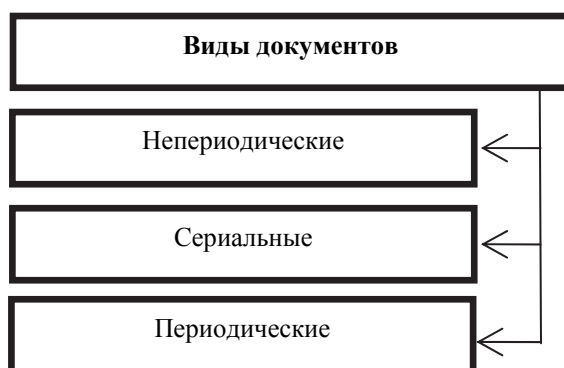 Виды документов
Непериодические
Сериальные
Периодические